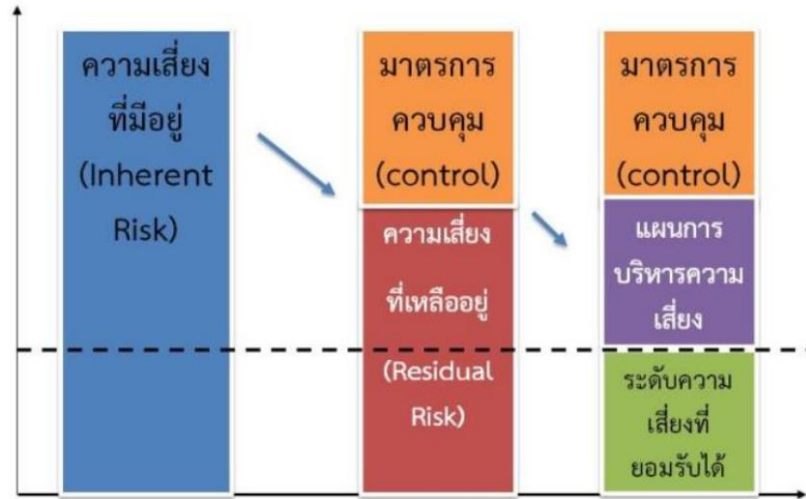 ความเสี่ยง
ที่มีอยู่
(Inherent
Risk)
มาตรการ
ควบคุม
(control)
ความเสี่ยง
ที่เหลืออยู่
(Residual
Risk)
มาตรการ
ควบคุม
(control)
แผนการ
บริหารความ
เสี่ยง
ระดับความ
เสี่ยงที่
ยอมรับได้